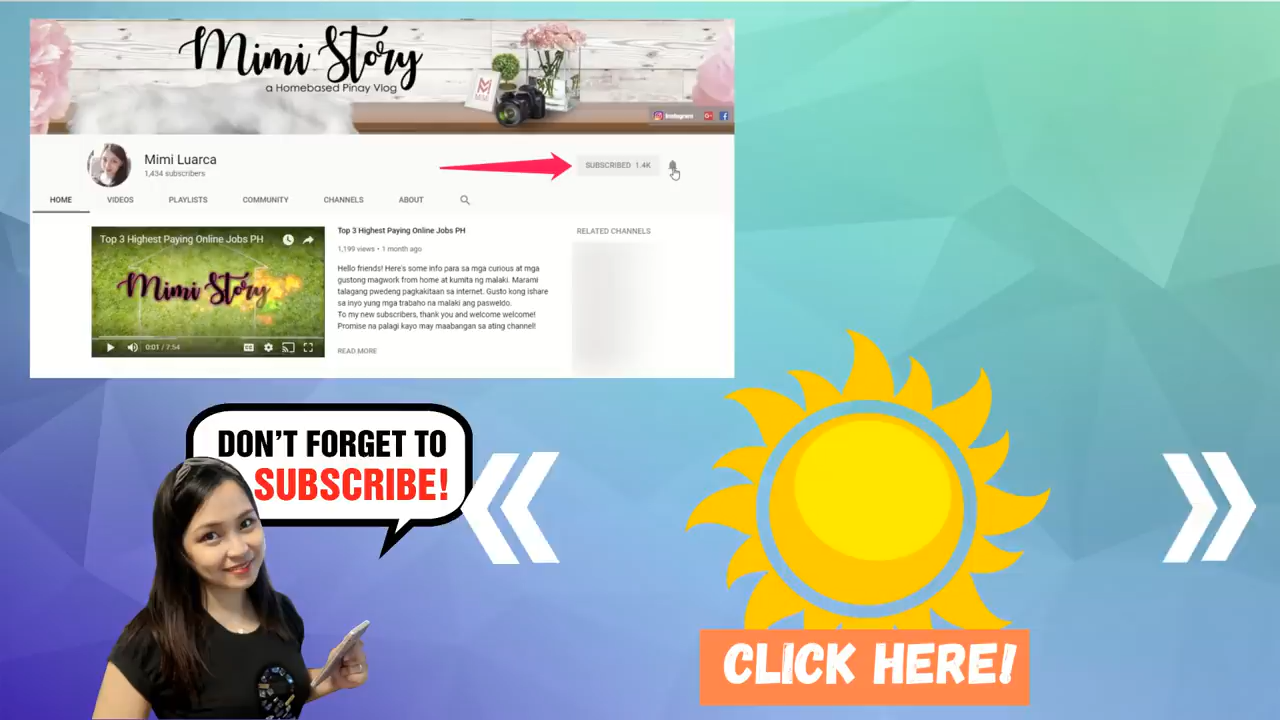 Mimi Story
a Homebased Pinay Vlog
MIMI
Instagram
Mimi Luarca
1,434 subscribers
SUBSCRIBED 1.4K
HOME VIDEOS PLAYLISTS COMMUNITY CHANNELS ABOUT
Top 3 Highest Paying Online Jobs PH
Mimi Story
0:01 / 7:54
Top 3 Highest Paying Online Jobs PH
1,199 views • 1 month ago
Hello friends! Here's some info para sa mga curious at mga
gustong magwork from home at kumita ng malaki. Marami
talagang pwedeng pagkakitaan sa internet. Gusto kong ishare
sa inyo yung mga trabaho na malaki ang pasweldo.
To my new subscribers, thank you and welcome welcome!
Promise na palagi kayo may maabangan sa ating channel!
READ MORE
RELATED CHANNELS
DON'T FORGET TO
SUBSCRIBE!
CLICK HERE!